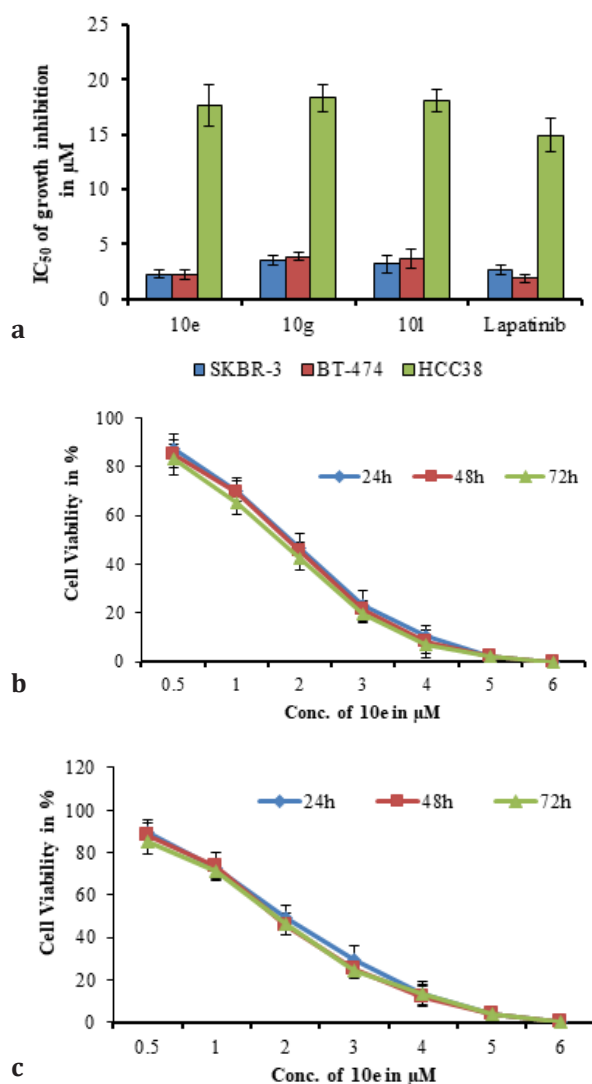 IC50 of growth inhibition
in µM
25
20
15
10
5
0
10e 10g 10l Lapatinib
a
SKBR-3 BT-474 HCC38
Cell Viability in %
100
80
60
40
20
0
24h 48h 72h
0.5 1 2 3 4 5 6
Conc. of 10e in µM
b
Cell Viability in %
120
100
80
60
40
20
0
24h 48h 72h
0.5 1 2 3 4 5 6
Conc. of 10e in µM
c